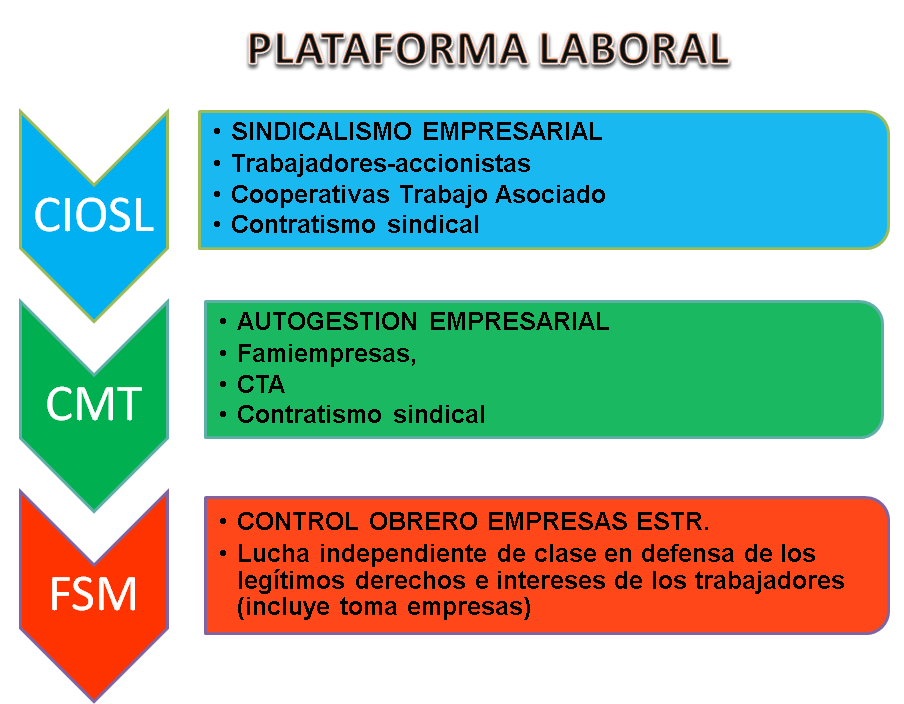 PLATAFORMA LABORAL
CIOSL
• SINDICALISMO EMPRESARIAL
• Trabajadores-accionistas
• Cooperativas Trabajo Asociado
• Contratismo sindical
CMT
• AUTOGESTION EMPRESARIAL
• Famiempresas,
• CTA
• Contratismo sindical
FSM
• CONTROL OBRERO EMPRESAS ESTR.
• Lucha independiente de clase en defensa de los
legítimos derechos e intereses de los trabajadores
(incluye toma empresas)